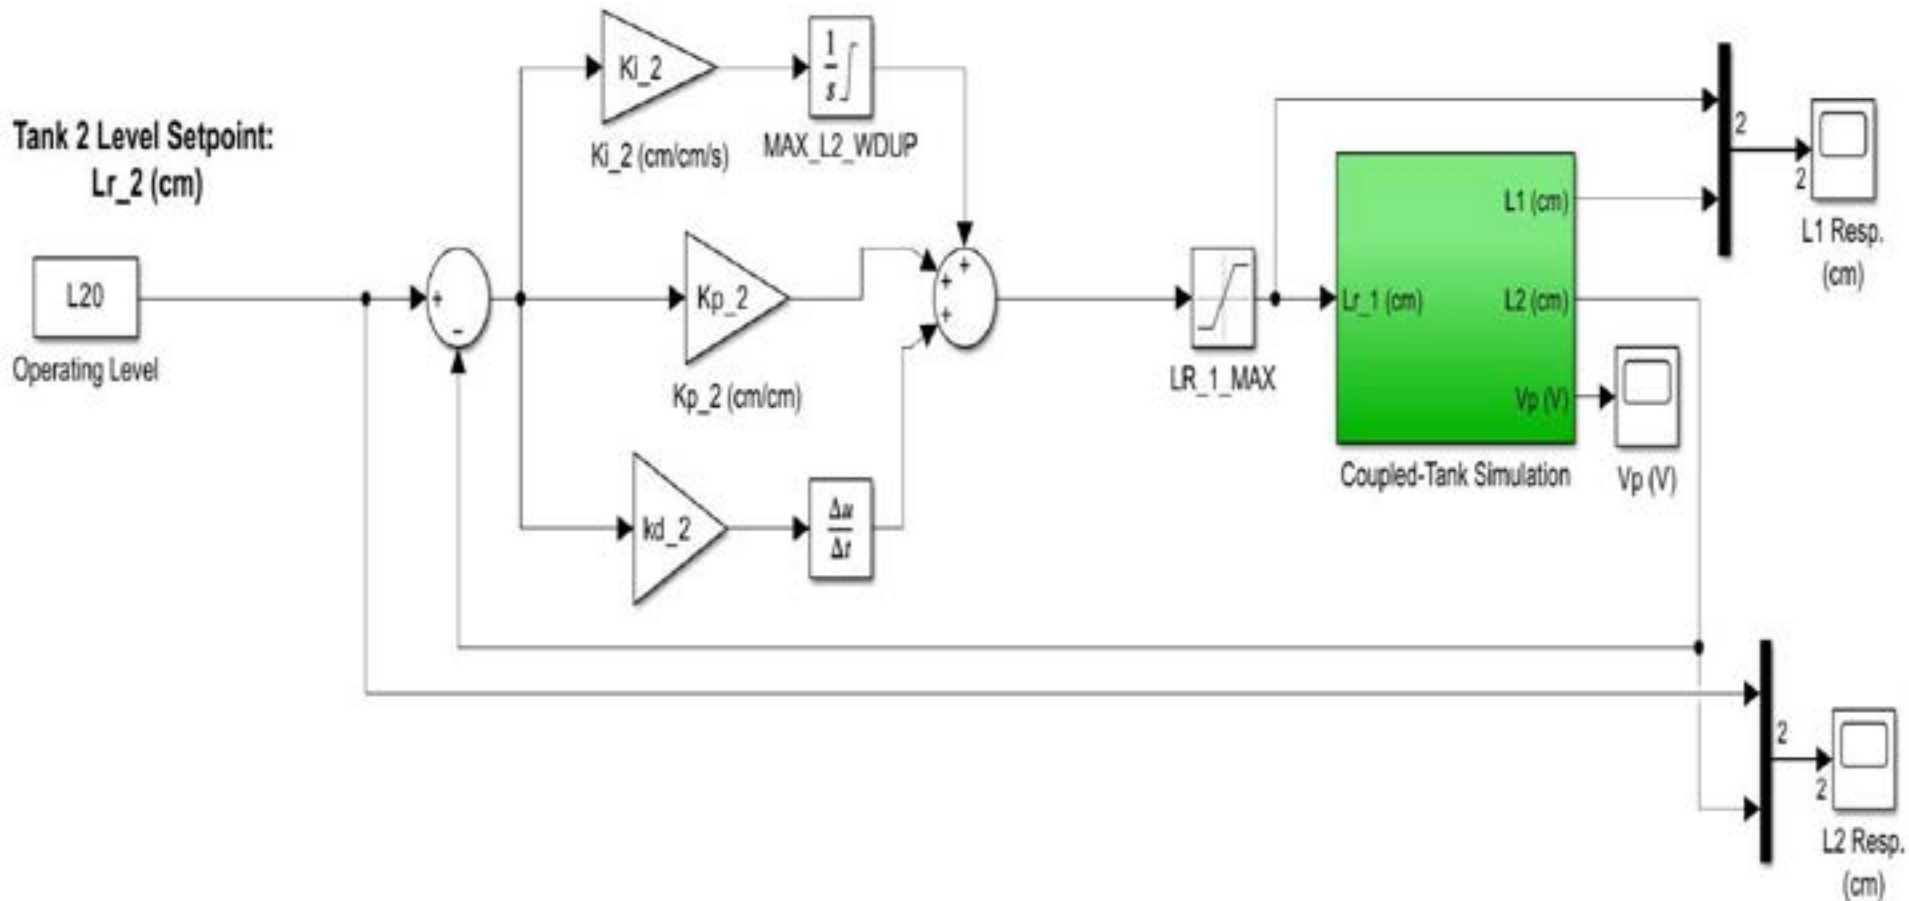 Tank 2 Level Setpoint:
Lr_2 (cm)
L20
Operating Level
+
−
Ki_2
Ki_2 (cm/cm/s)
1
s
MAX_L2_WDUP
Kp_2
Kp_2 (cm/cm)
kd_2
Δu
Δt
+
+
+
LR_1_MAX
Lr_1 (cm)
L1 (cm)
L2 (cm)
Vp (V)
Coupled-Tank Simulation
Vp (V)
2
2
L1 Resp.
(cm)
2
2
L2 Resp.
(cm)